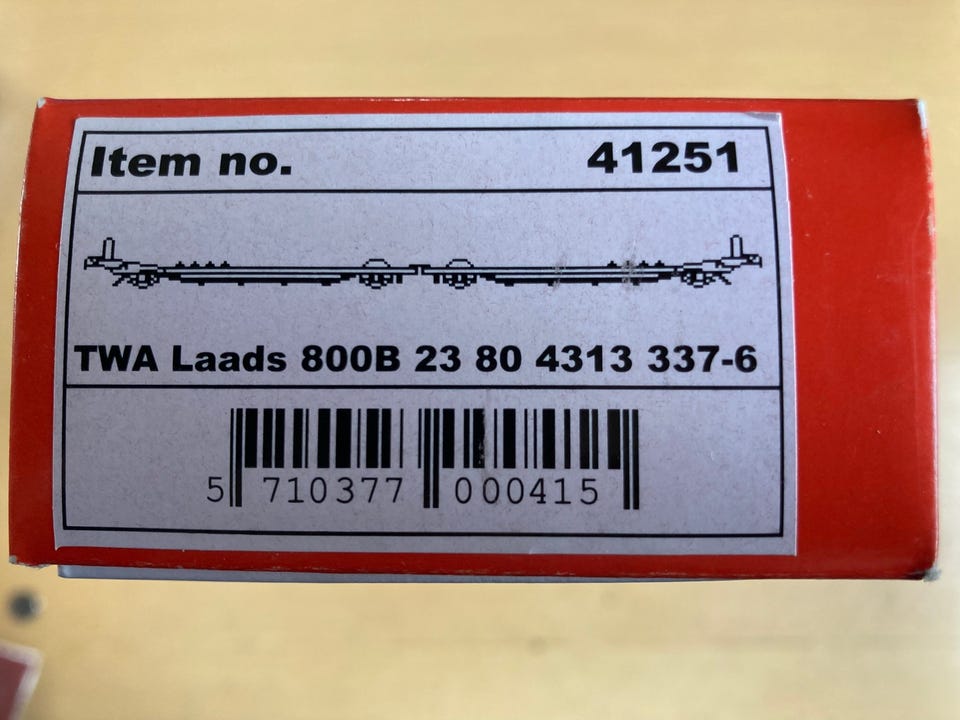 Item no. 41251
TWA Laads 800B 23 80 4313 337-6
5 710377 000415